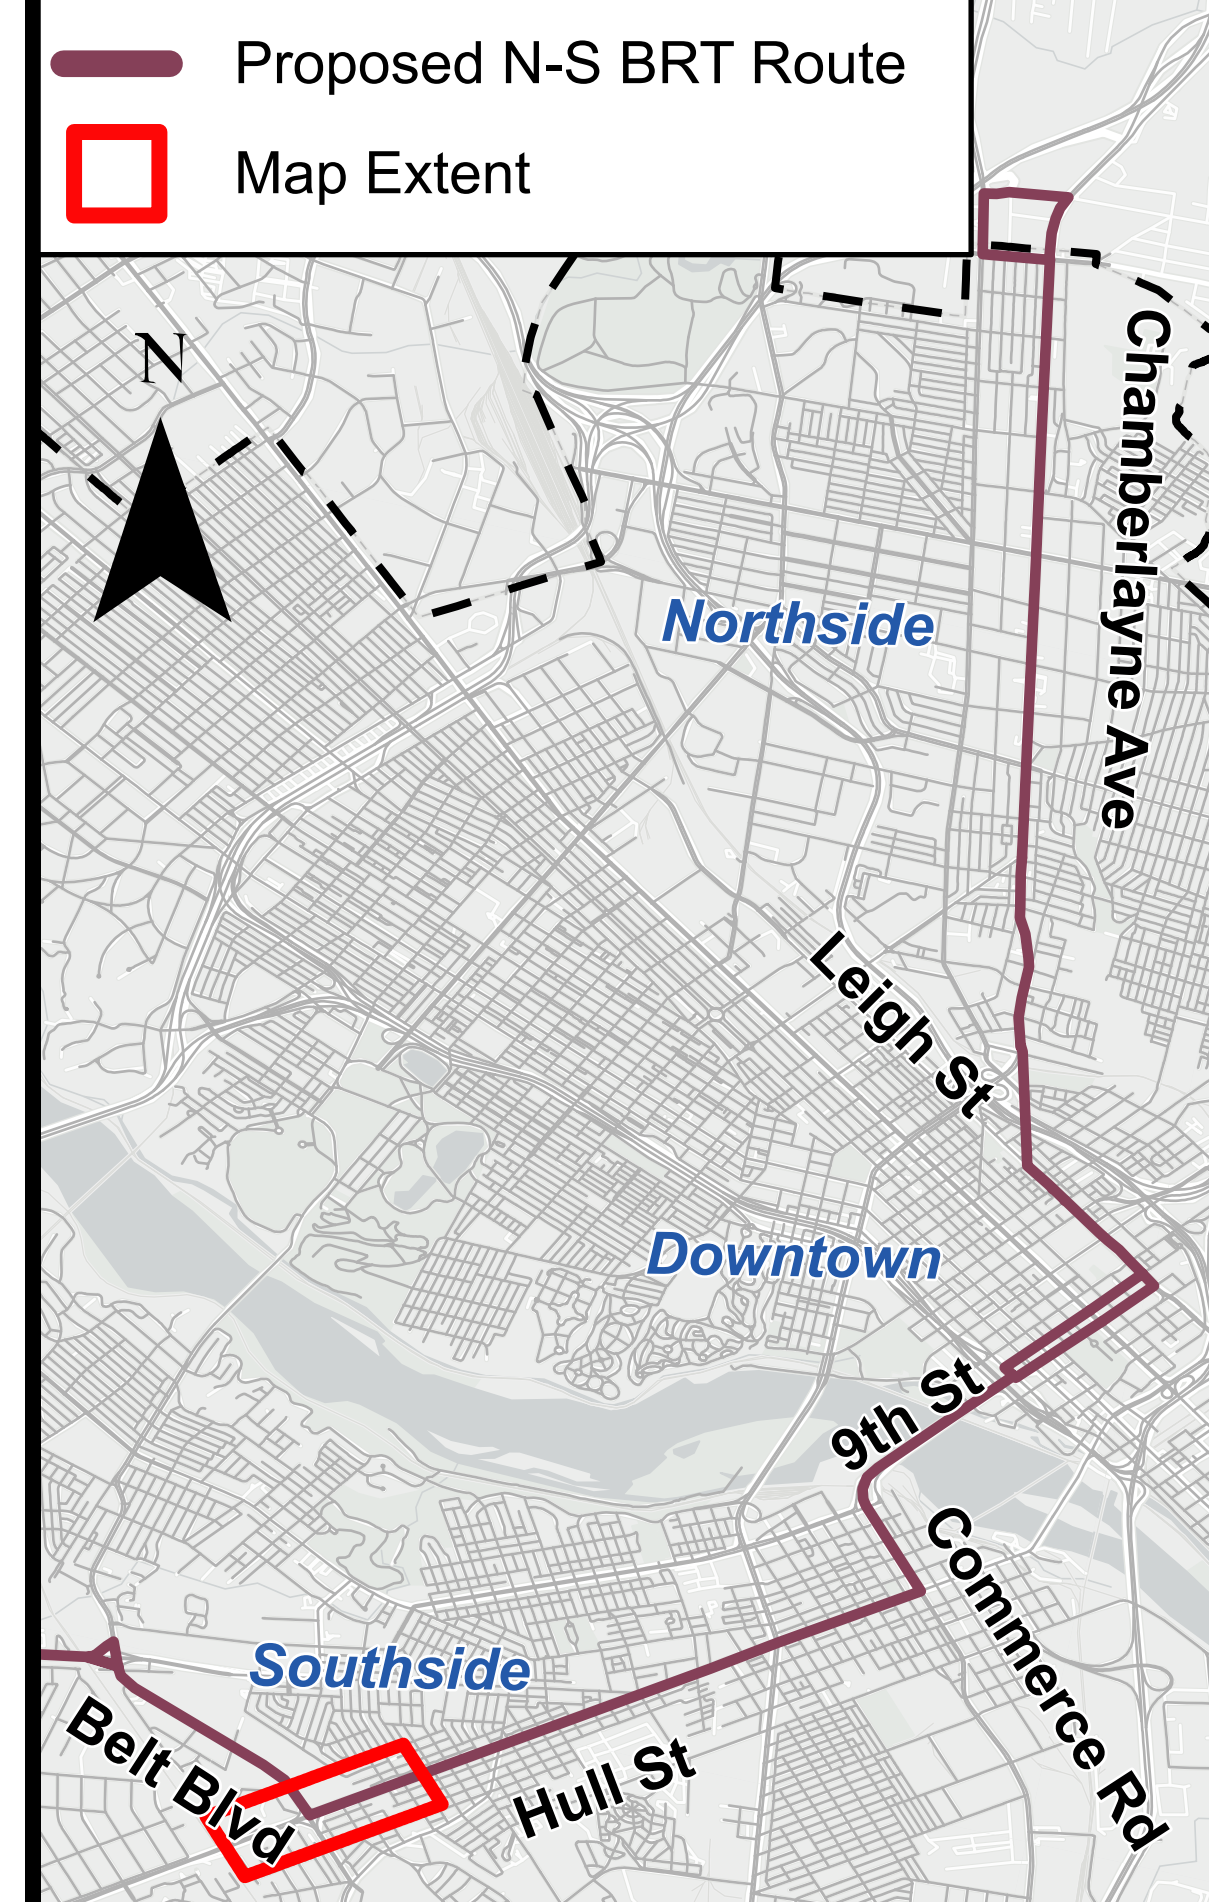 Proposed N-S BRT Route
Map Extent
N
Chamberlayne Ave
Northside
Leigh St
Downtown
9th St
Commerce Rd
Southside
Belt Blvd
Hull St